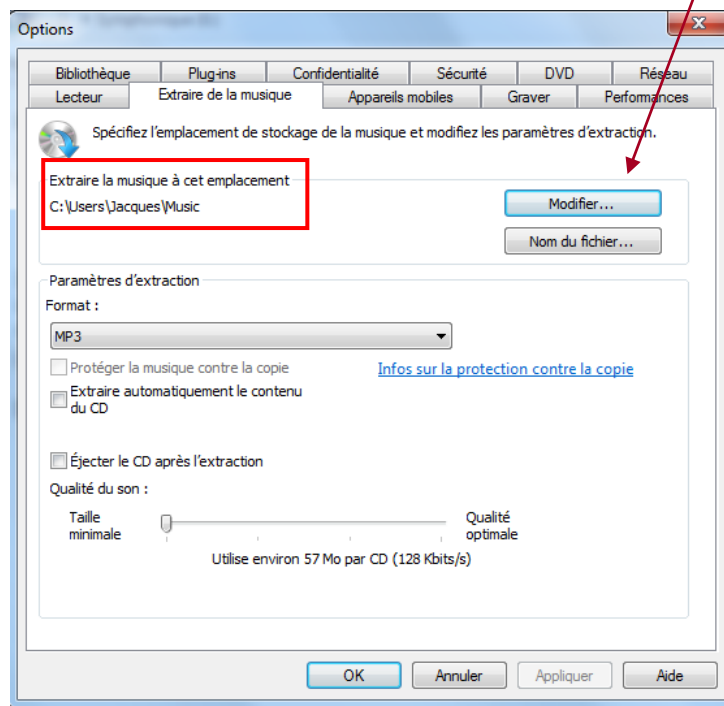 Options
Bibliothèque Plug-ins Confidentialité Sécurité DVD Réseau
Lecteur Extraire de la musique Appareils mobiles Graver Performances
Spécifiez l'emplacement de stockage de la musique et modifiez les paramètres d'extraction.
Extraire la musique à cet emplacement
C:\Users\Jacques\Music
Modifier...
Nom du fichier...
Paramètres d'extraction
Format :
MP3
Protéger la musique contre la copie
Infos sur la protection contre la copie
Extraire automatiquement le contenu
du CD
Éjecter le CD après l'extraction
Qualité du son :
Taille
minimale
Qualité
optimale
Utilise environ 57 Mo par CD (128 Kbits/s)
OK Annuler Appliquer Aide